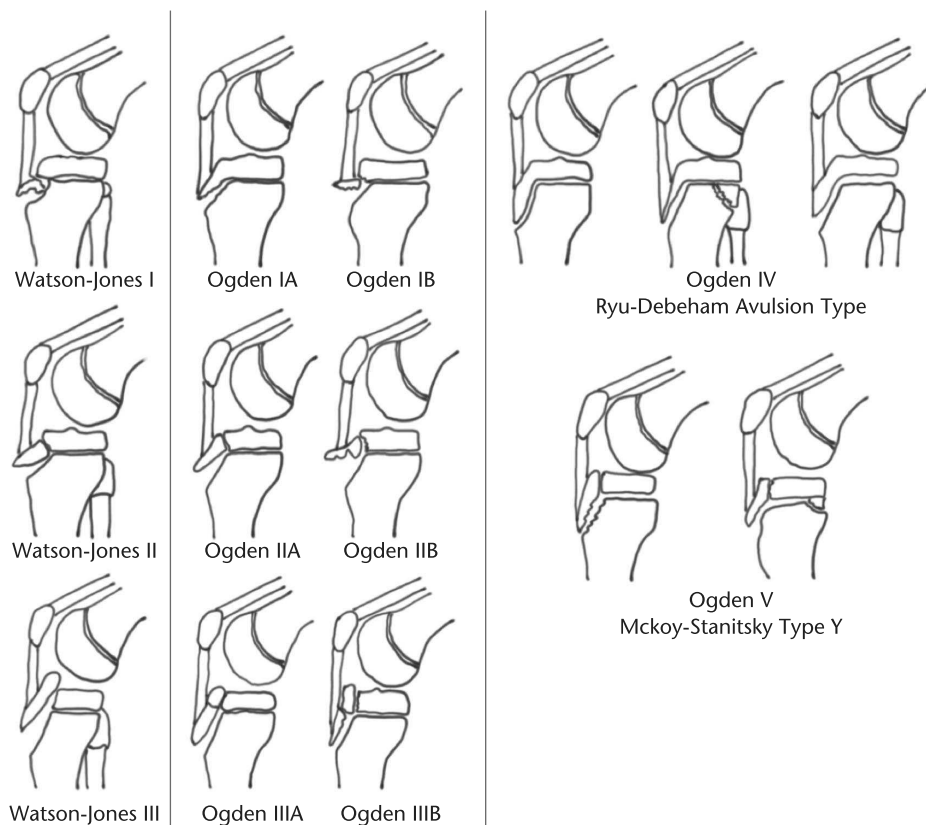 Watson-Jones I
Ogden IA
Ogden IB
Ogden IV
Ryu-Debeham Avulsion Type
Watson-Jones II
Ogden IIA
Ogden IIB
Ogden V
Mckoy-Stanitsky Type Y
Watson-Jones III
Ogden IIIA
Ogden IIIB